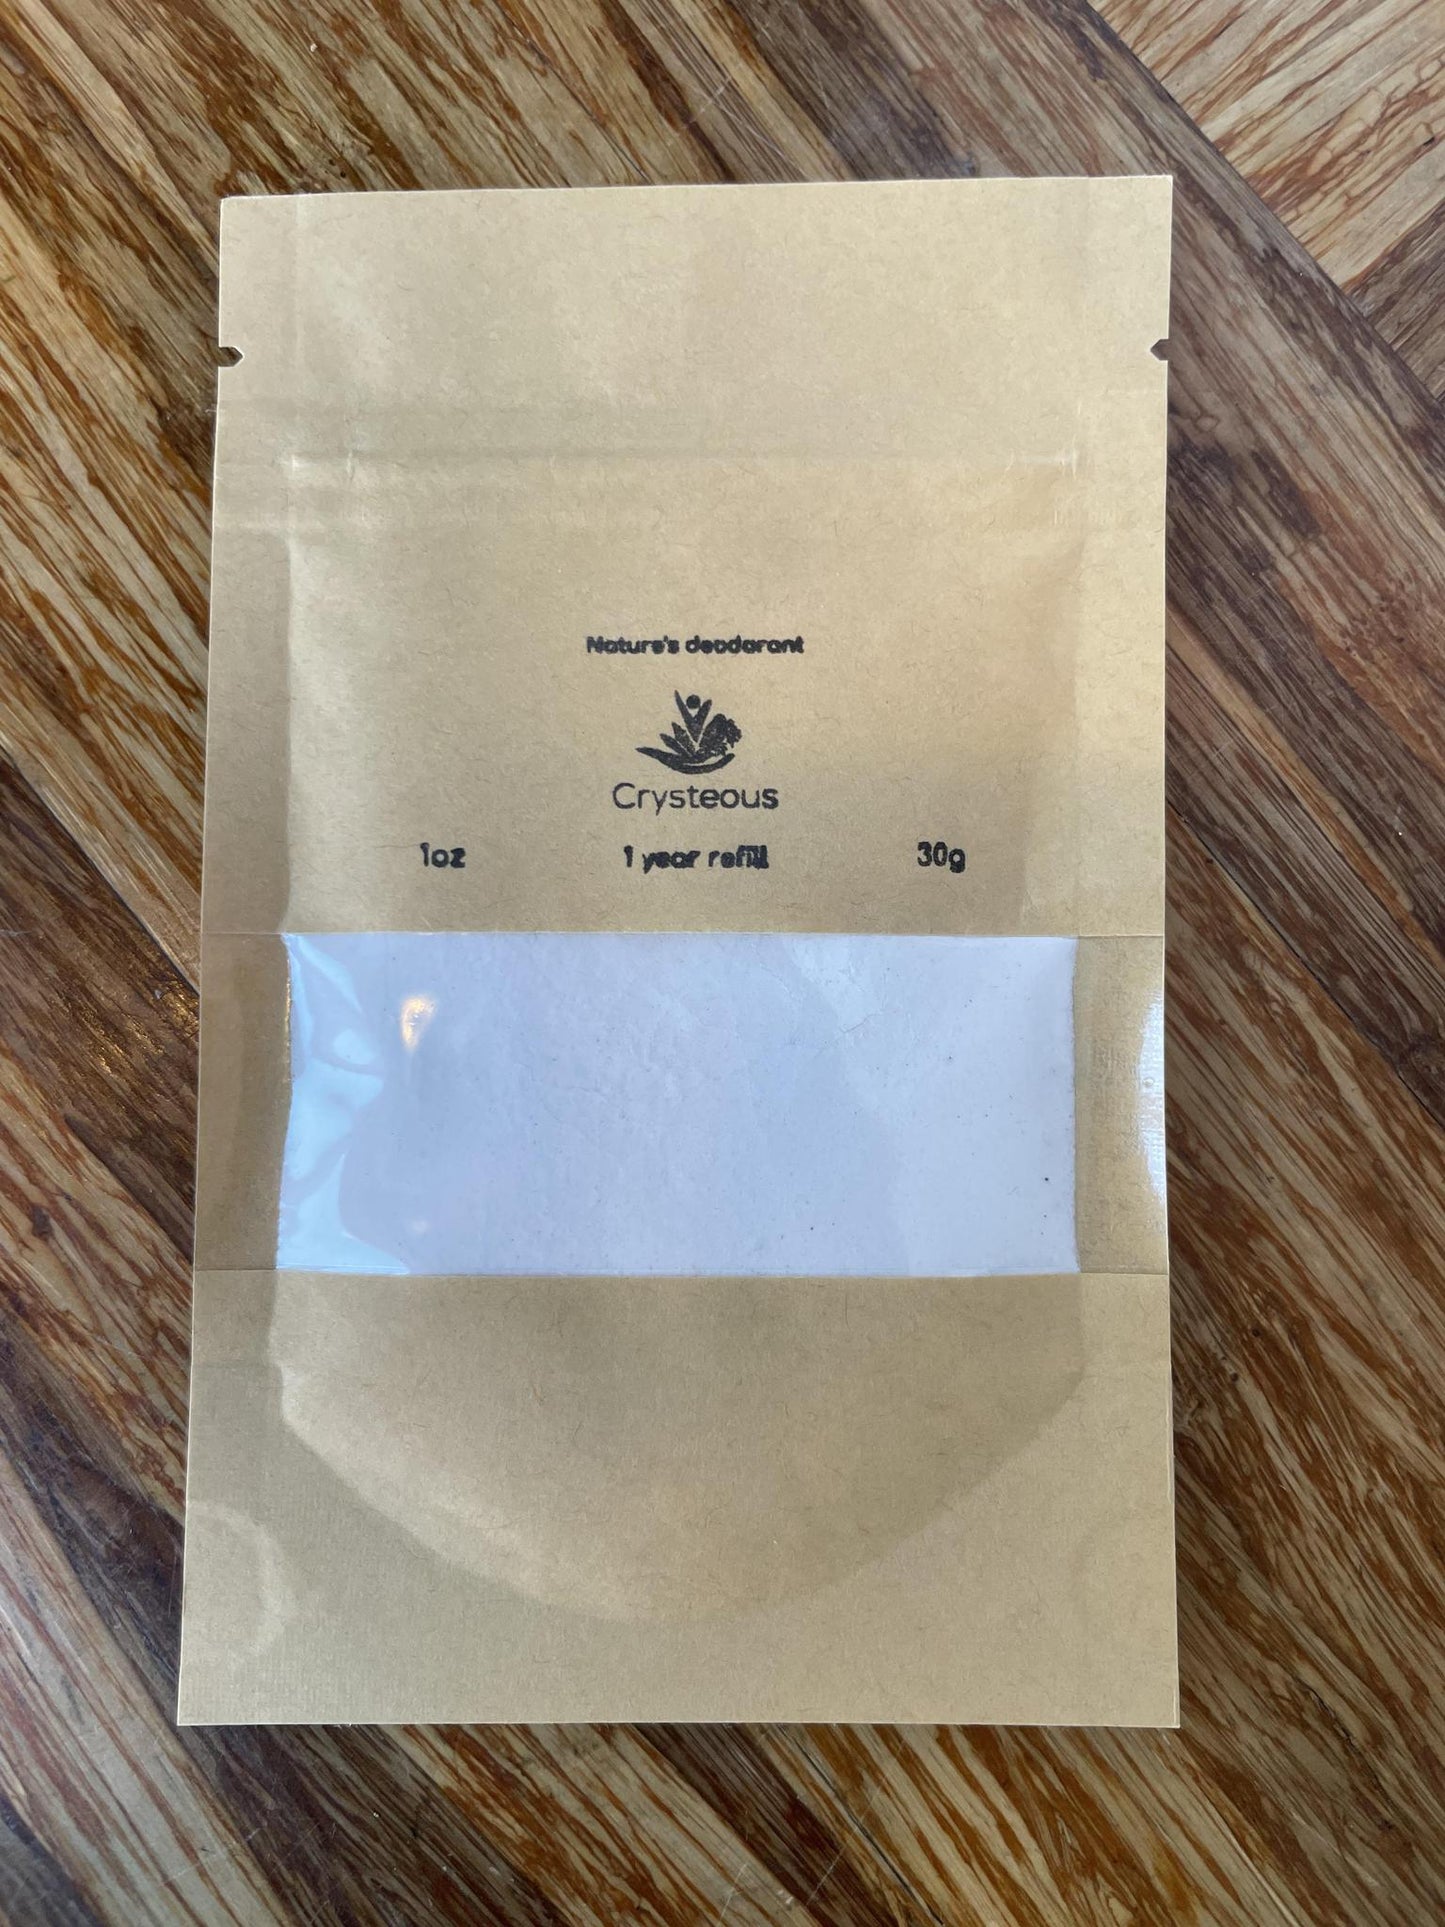 Nature's deodorant
Crysteous
1oz 1 year refill 30g